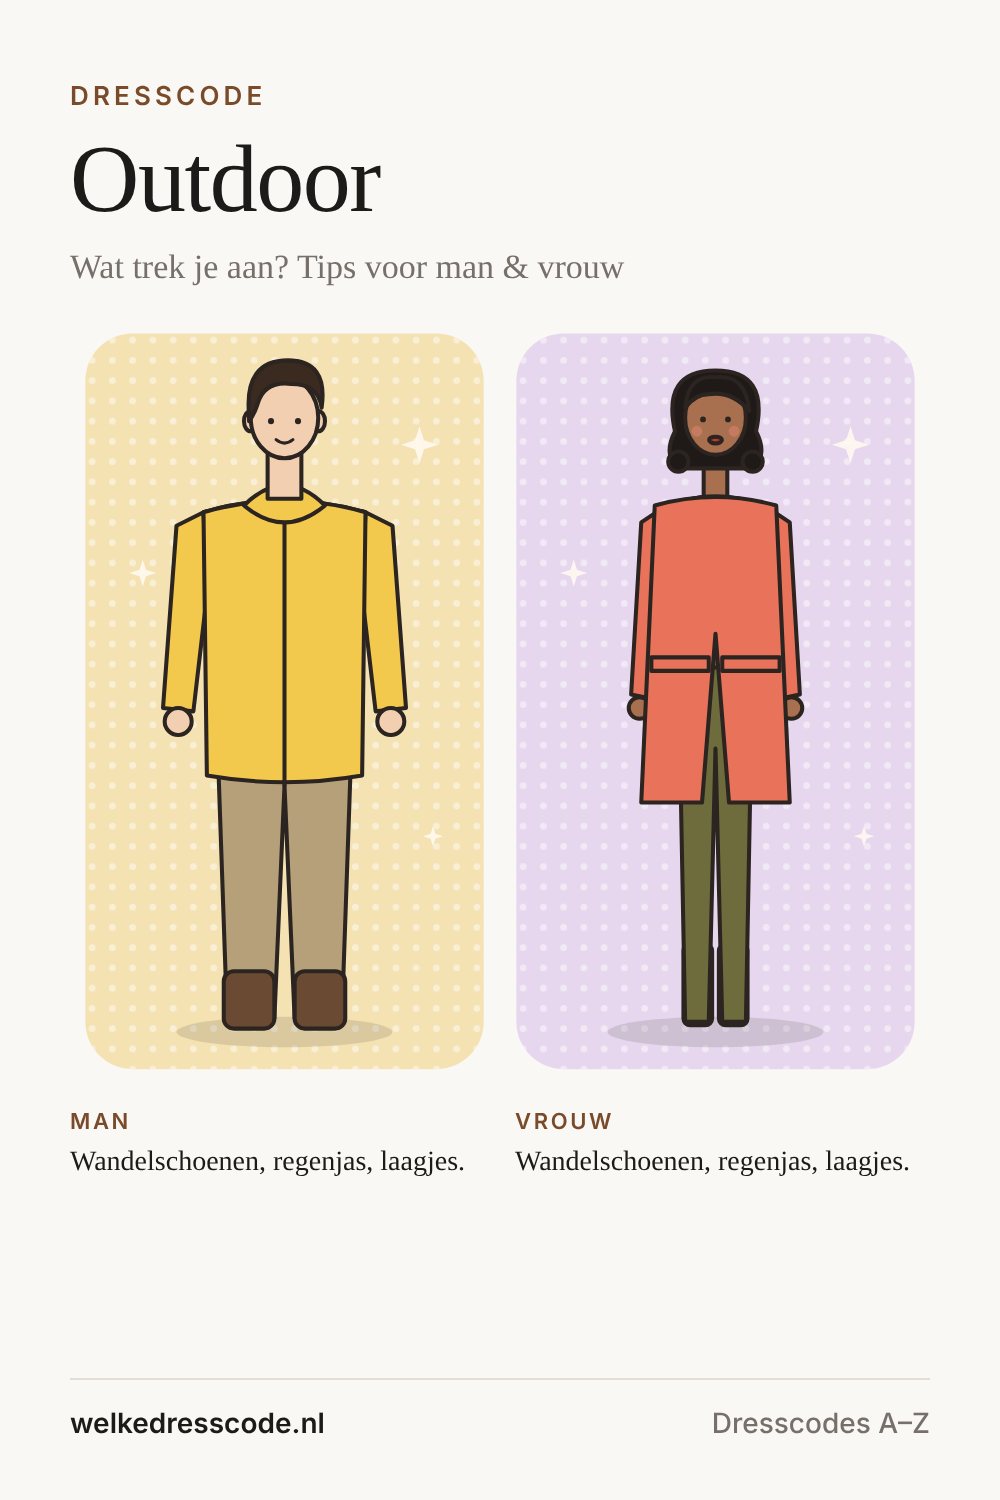 DRESSCODE
Outdoor
Wat trek je aan? Tips voor man & vrouw
MAN
Wandelschoenen, regenjas, laagjes.
VROUW
Wandelschoenen, regenjas, laagjes.
welkedresscode.nl
Dresscodes A–Z